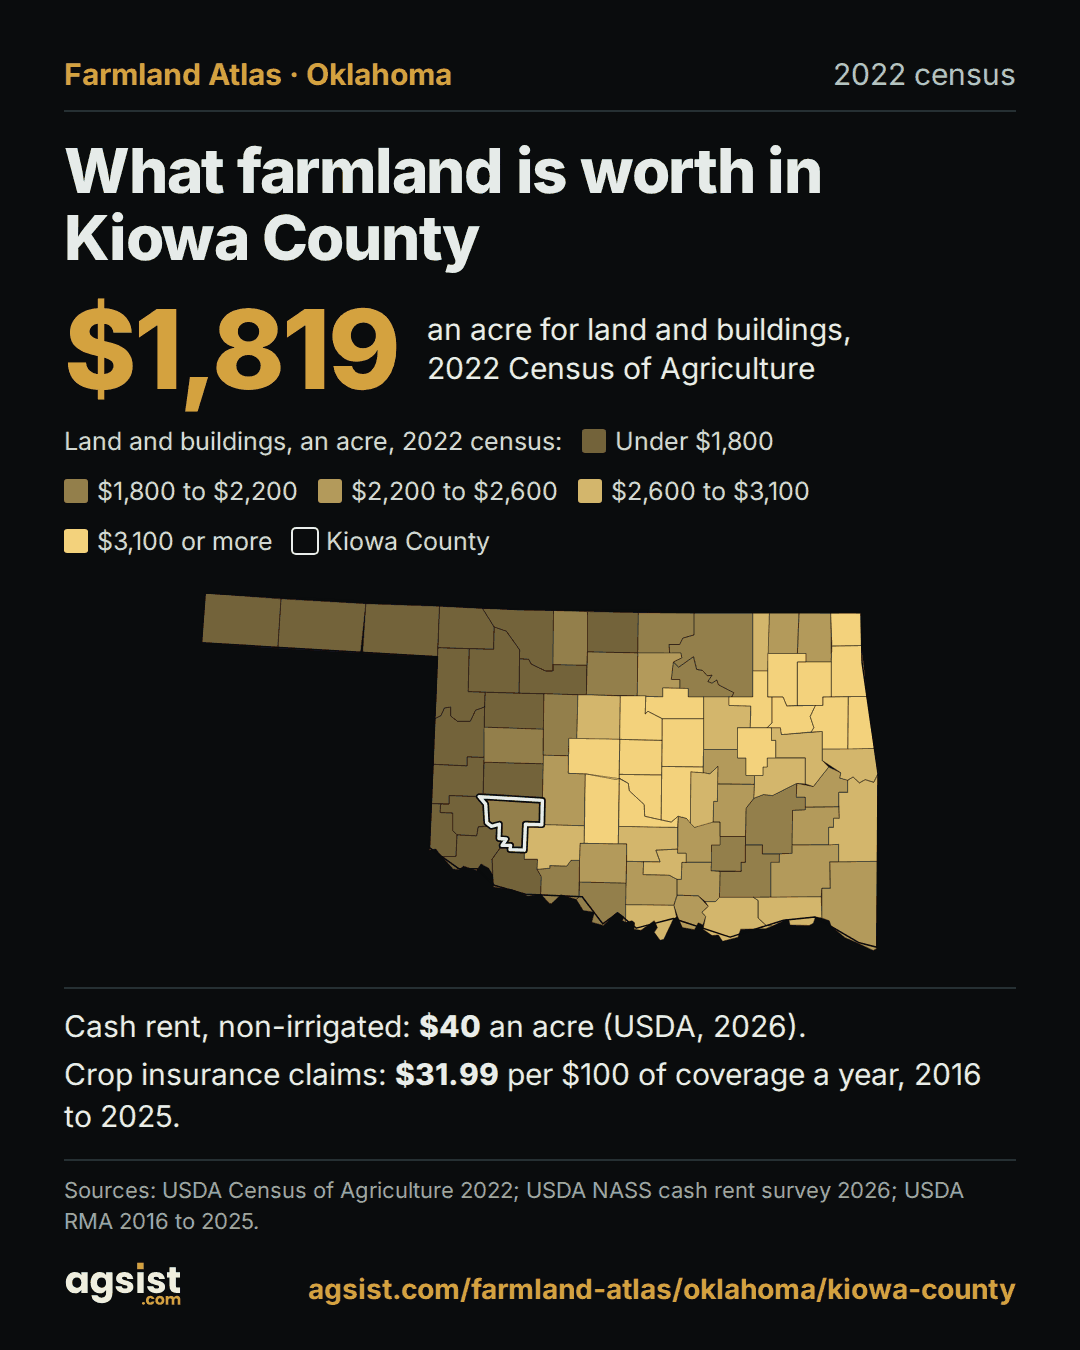 Farmland Atlas · Oklahoma
2022 census
What farmland is worth in
Kiowa County
$1,819
an acre for land and buildings,
2022 Census of Agriculture
Land and buildings, an acre, 2022 census: Under $1,800
$1,800 to $2,200 $2,200 to $2,600 $2,600 to $3,100
$3,100 or more Kiowa County
Cash rent, non-irrigated: $40 an acre (USDA, 2026).
Crop insurance claims: $31.99 per $100 of coverage a year, 2016
to 2025.
Sources: USDA Census of Agriculture 2022; USDA NASS cash rent survey 2026; USDA
RMA 2016 to 2025.
agsist
.com
agsist.com/farmland-atlas/oklahoma/kiowa-county